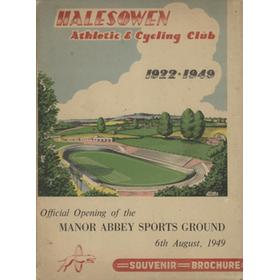 HALESOWEN
Athletic & Cycling Club
1922·1949
Official Opening of the
MANOR ABBEY SPORTS GROUND
6th August, 1949
SOUVENIR BROCHURE